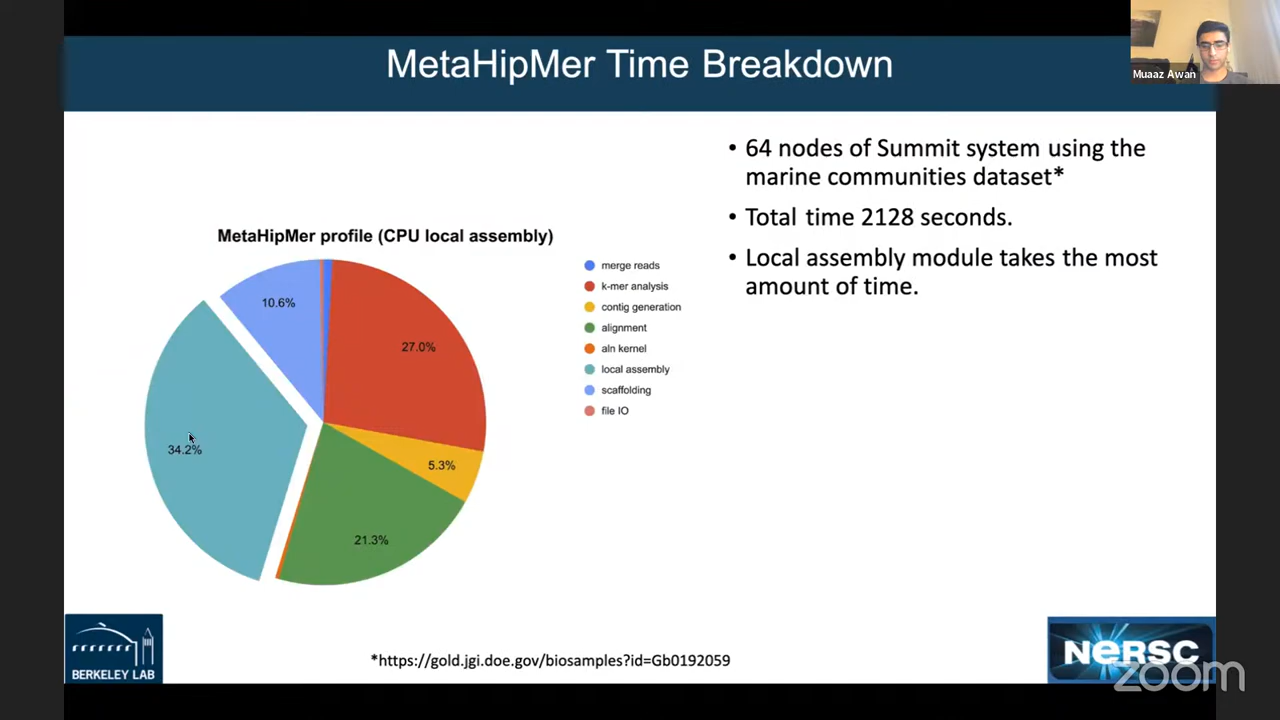 MetaHipMer Time Breakdown
Muaaz Awan
• 64 nodes of Summit system using the
marine communities dataset*
• Total time 2128 seconds.
• Local assembly module takes the most
amount of time.
MetaHipMer profile (CPU local assembly)
merge reads
k-mer analysis
contig generation
alignment
aln kernel
local assembly
scaffolding
file IO
10.6%
27.0%
34.2%
5.3%
21.3%
BERKELEY LAB
*https://gold.jgi.doe.gov/biosamples?id=Gb0192059
NeRSC
zoom